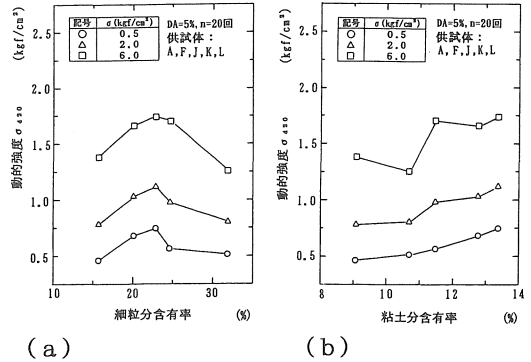 動的強度 σ d20 (kgf/cm²)
2.5
2.0
1.5
1.0
0.5
記号 σ(kgf/cm²)
○ 0.5
△ 2.0
□ 6.0
DA=5%, n=20回
供試体:
A, F, J, K, L
10 20 30
細粒分含有率 (%)
(a)
動的強度 σ d20 (kgf/cm²)
2.5
2.0
1.5
1.0
0.5
記号 σ(kgf/cm²)
○ 0.5
△ 2.0
□ 6.0
DA=5%, n=20回
供試体:
A, F, J, K, L
8 10 12 14
粘土分含有率 (%)
(b)